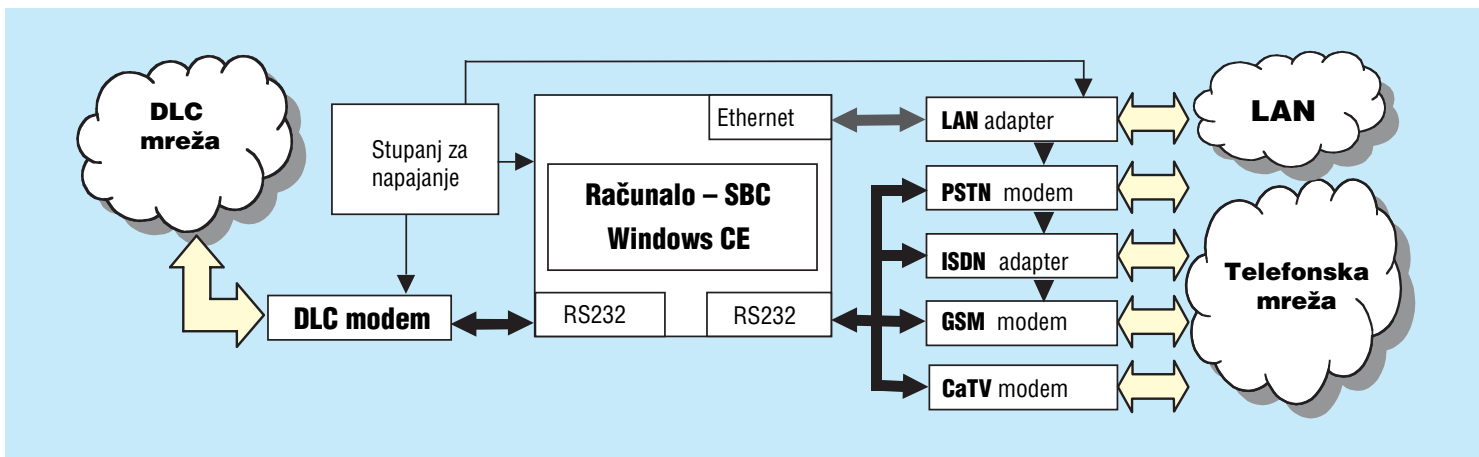 DLC
mreža
Stupanj za
napajanje
DLC modem
Ethernet
Računalo – SBC
Windows CE
RS232
RS232
LAN adapter
PSTN modem
ISDN adapter
GSM modem
CaTV modem
LAN
Telefonska
mreža